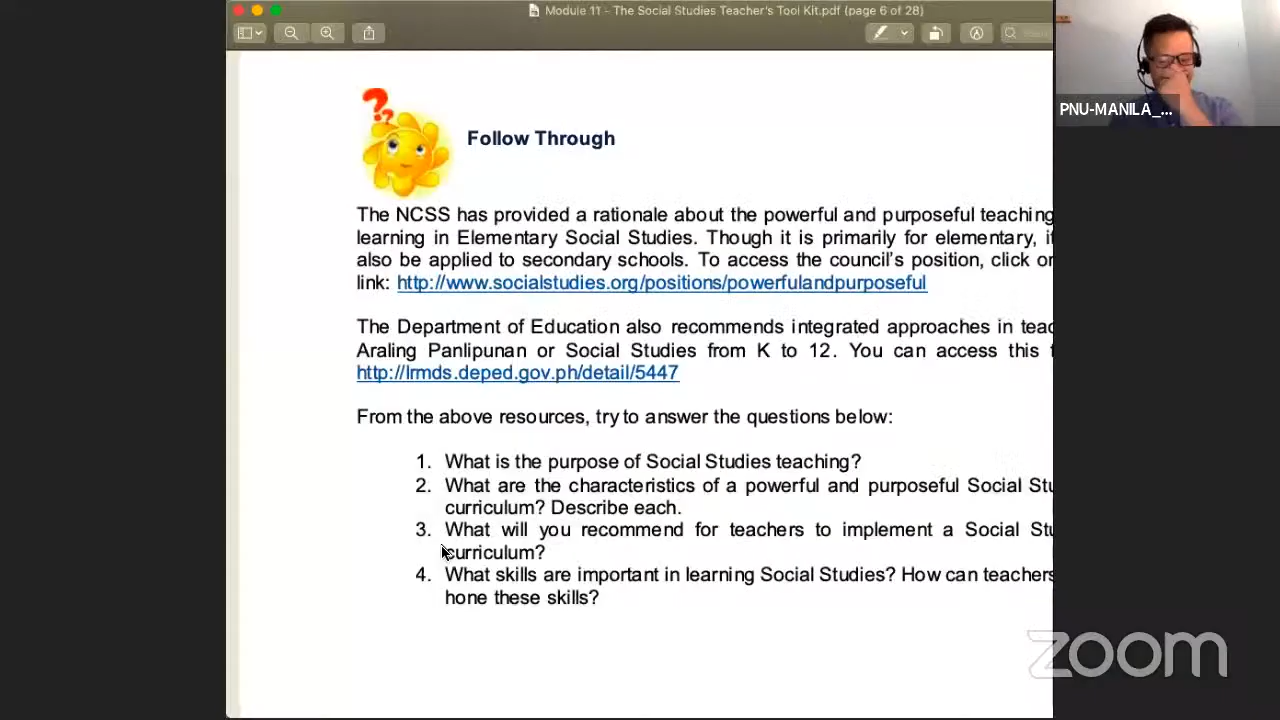 Module 11 - The Social Studies Teacher's Tool Kit.pdf (page 6 of 28)
PNU-MANILA_...
Follow Through
The NCSS has provided a rationale about the powerful and purposeful teaching
learning in Elementary Social Studies. Though it is primarily for elementary,
also be applied to secondary schools. To access the council's position, click
link: http://www.socialstudies.org/positions/powerfulandpurposeful
The Department of Education also recommends integrated approaches in
Araling Panlipunan or Social Studies from K to 12. You can access this
http://lrmds.deped.gov.ph/detail/5447
From the above resources, try to answer the questions below:
1. What is the purpose of Social Studies teaching?
2. What are the characteristics of a powerful and purposeful Social
curriculum? Describe each.
3. What will you recommend for teachers to implement a Social
curriculum?
4. What skills are important in learning Social Studies? How can teachers
hone these skills?
zoom